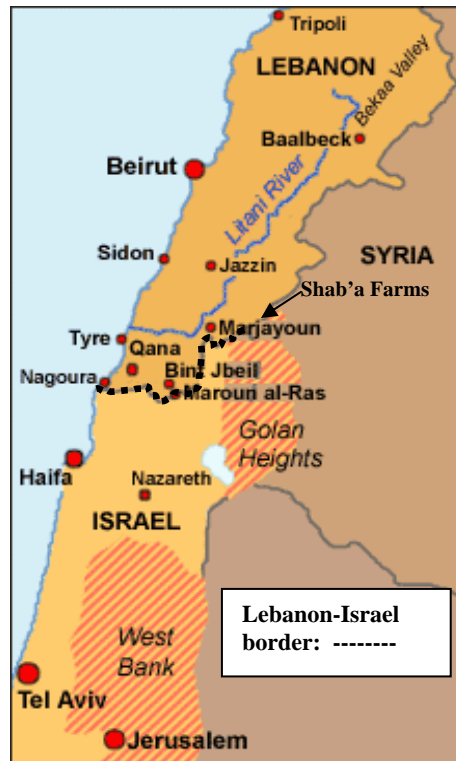 Tripoli
LEBANON
Bekaa Valley
Baalbeck
Beirut
Litani River
Sidon
Jazzin
SYRIA
Shab’a Farms
Marjayoun
Tyre
Qana
Bint Jbeil
Nagoura
Maroun al-Ras
Golan
Heights
Haifa
Nazareth
ISRAEL
Lebanon-Israel
border: --------
West
Bank
Tel Aviv
Jerusalem